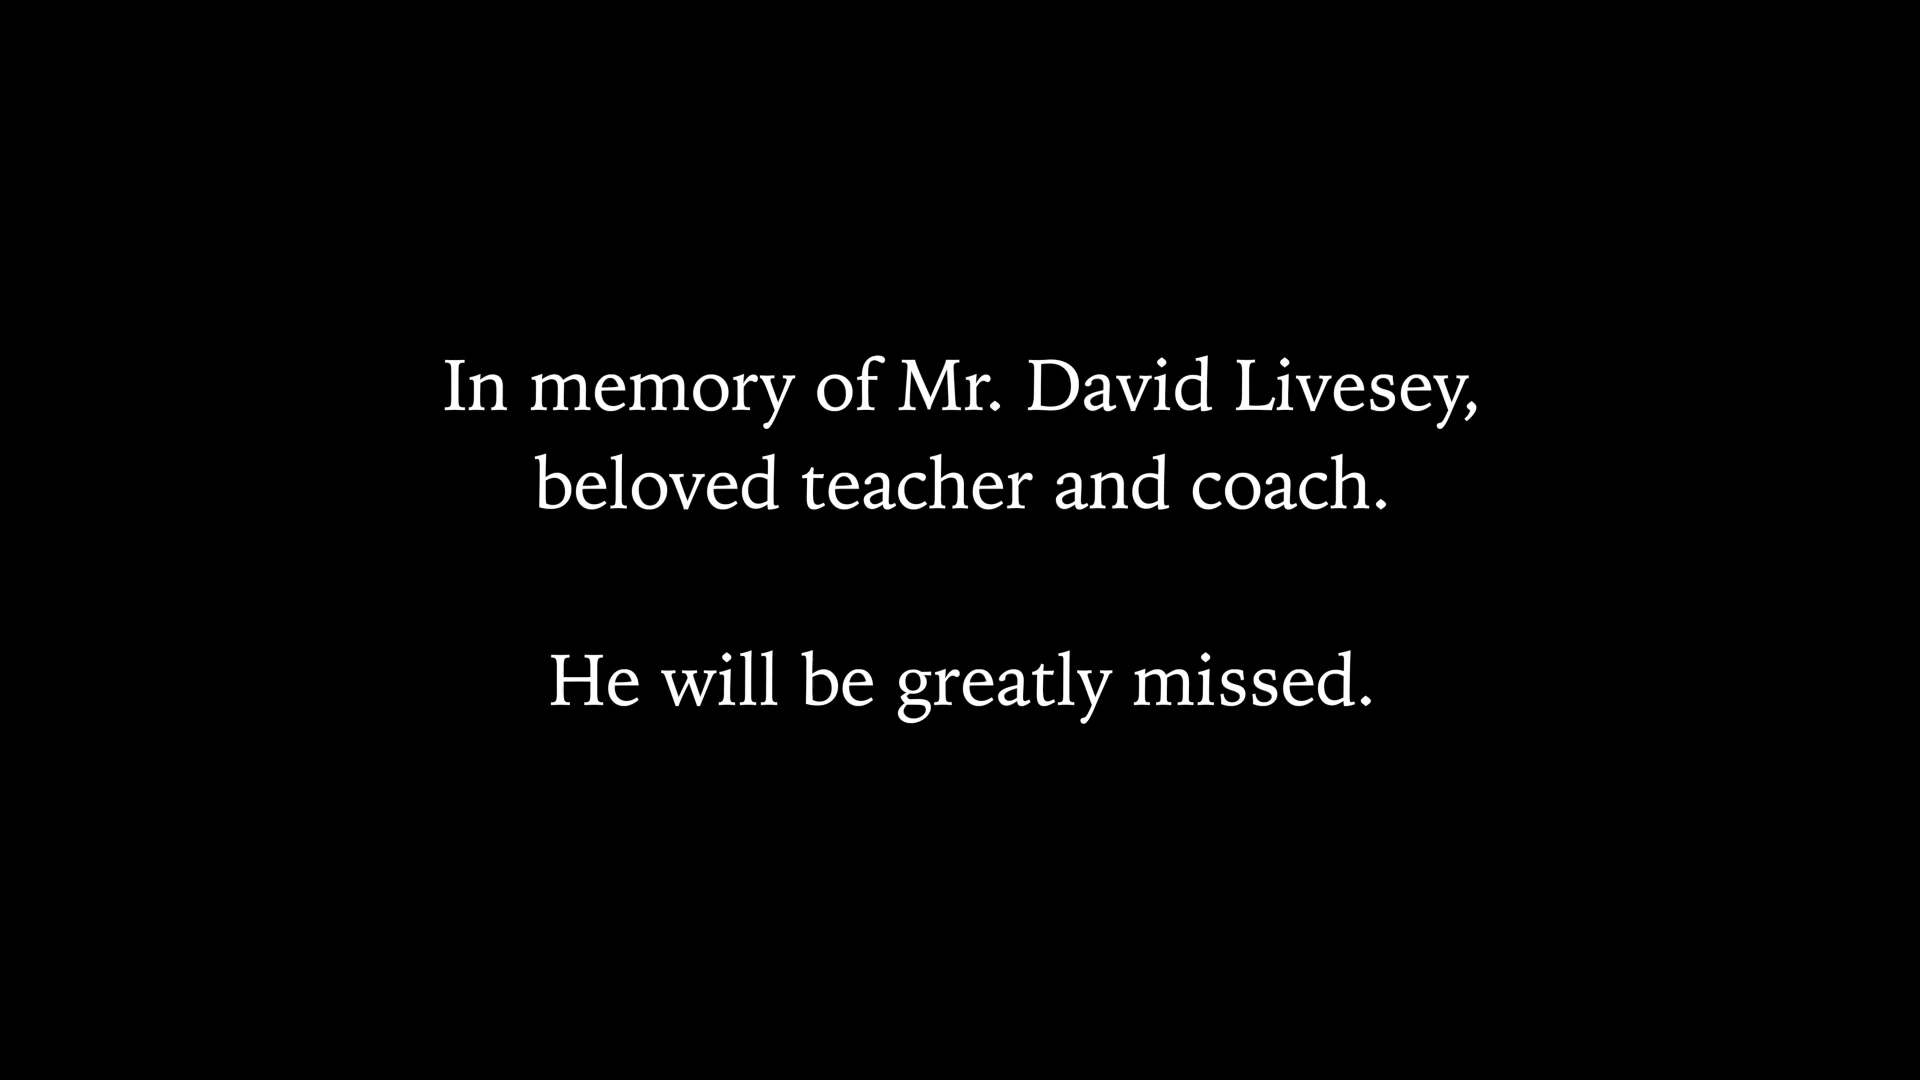 In memory of Mr. David Livesey,
beloved teacher and coach.
He will be greatly missed.